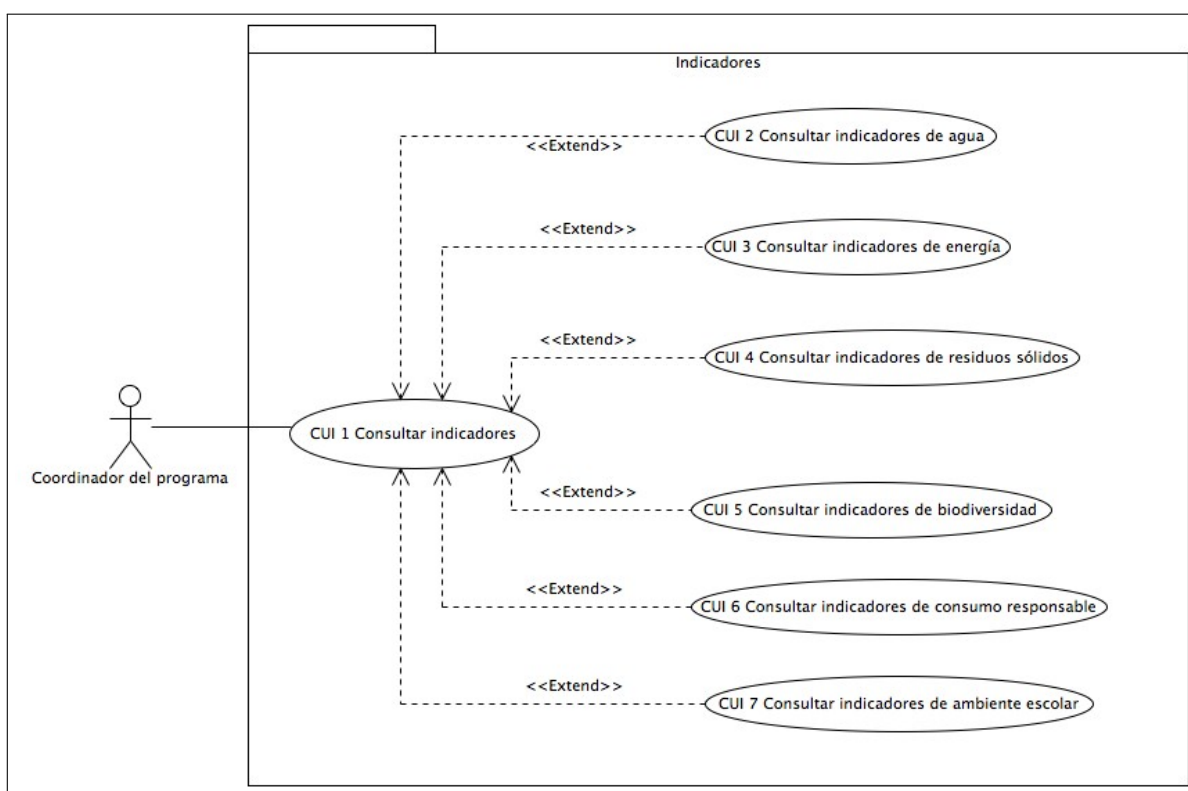 Indicadores
CUI 2 Consultar indicadores de agua
<<Extend>>
<<Extend>>
CUI 3 Consultar indicadores de energía
<<Extend>>
CUI 4 Consultar indicadores de residuos sólidos
CUI 1 Consultar indicadores
Coordinador del programa
<<Extend>>
CUI 5 Consultar indicadores de biodiversidad
<<Extend>>
CUI 6 Consultar indicadores de consumo responsable
<<Extend>>
CUI 7 Consultar indicadores de ambiente escolar